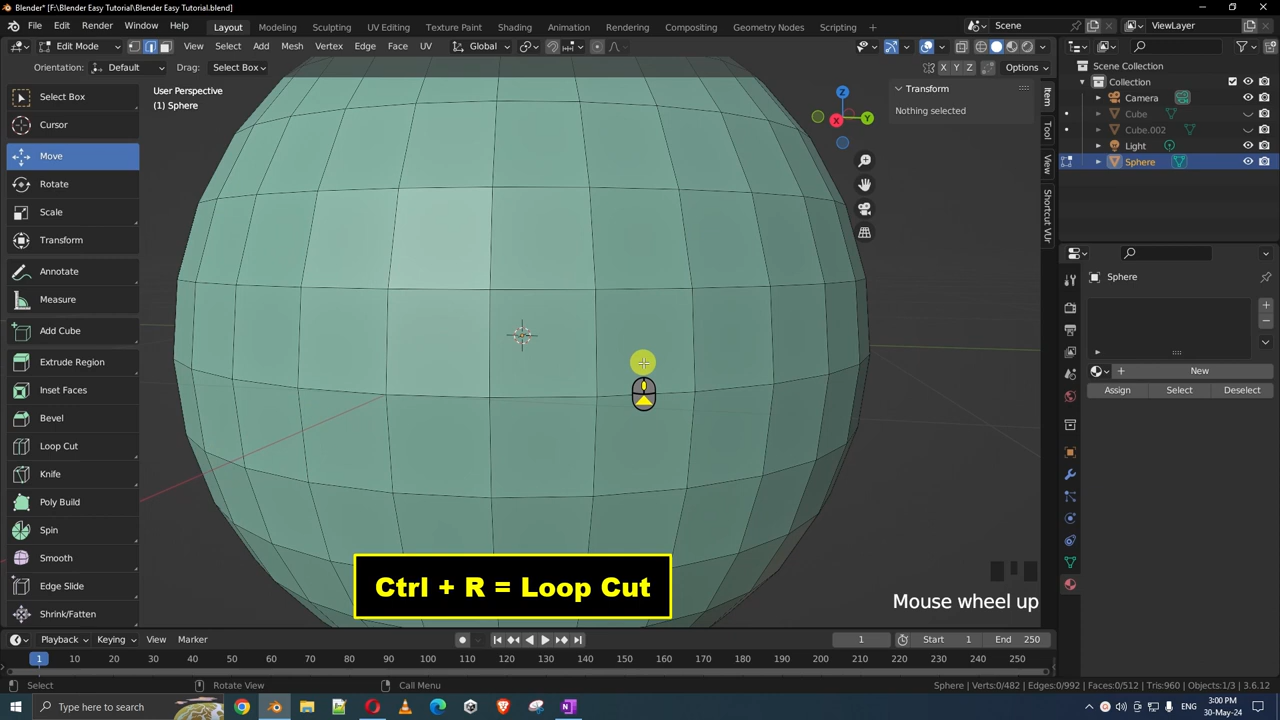 Blender* [F:\Blender Easy Tutorial\Blender Easy Tutorial.blend]
File Edit Render Window Help Layout Modeling Sculpting UV Editing Texture Paint Shading Animation Rendering Compositing Geometry Nodes Scripting Scene ViewLayer
Edit Mode View Select Add Mesh Vertex Edge Face UV Global
Orientation: Default Drag: Select Box X Y Z Options
User Perspective
(1) Sphere
Select Box
Cursor
Move
Rotate
Scale
Transform
Annotate
Measure
Add Cube
Extrude Region
Inset Faces
Bevel
Loop Cut
Knife
Poly Build
Spin
Smooth
Edge Slide
Shrink/Fatten
Z
Y
X
Transform
Nothing selected
Item
Tool
View
Shortcut VUr
Scene Collection
Collection
Camera
Cube
Cube.002
Light
Sphere
Sphere
New
Assign Select Deselect
Ctrl + R = Loop Cut
Mouse wheel up
Playback Keying View Marker 1 Start 1 End 250
1 10 20 30 40 50 60 70 80 90 100 110 120 130 140 150 160 170 180 190 200 210 220 230 240 250
Select Rotate View Call Menu Sphere | Verts:0/482 | Edges:0/992 | Faces:0/512 | Tris:960 | Objects:1/3 | 3.6.12
Type here to search
3:00 PM
30-May-24